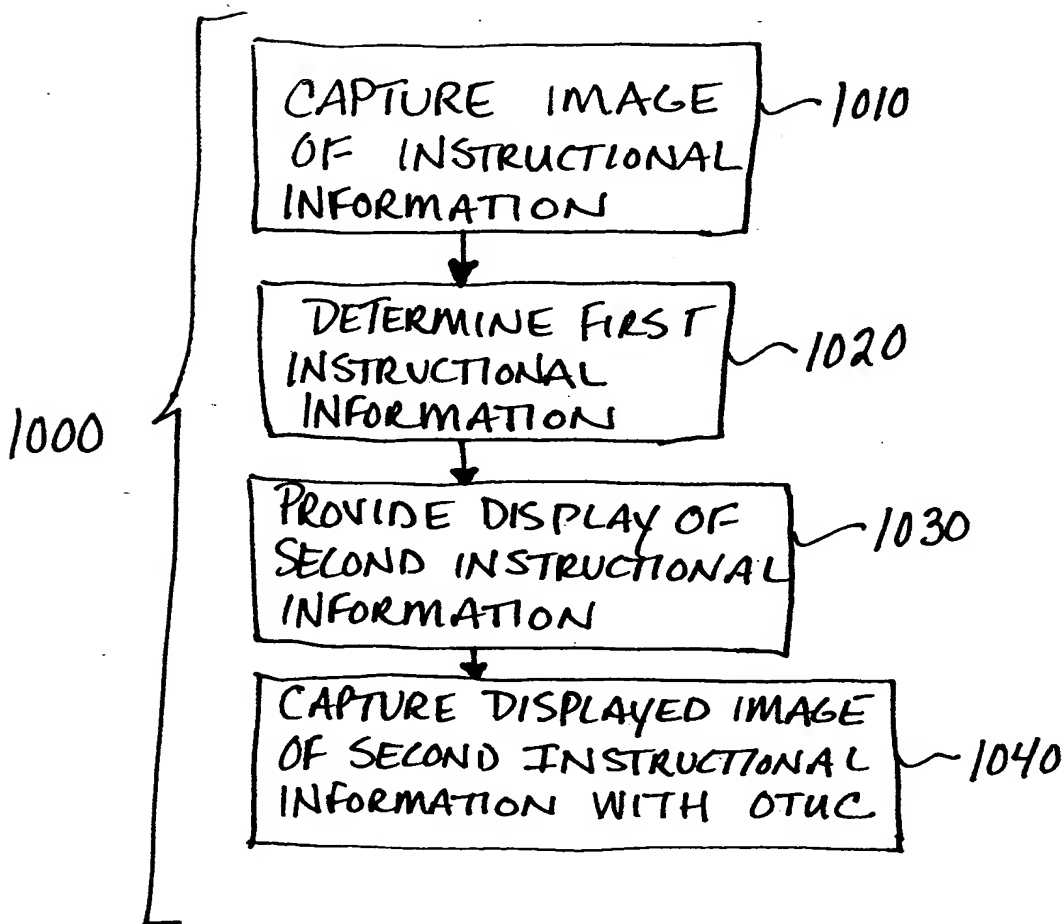 CAPTURE IMAGE
OF INSTRUCTIONAL
INFORMATION
1010
DETERMINE FIRST
INSTRUCTIONAL
INFORMATION
1020
1000
PROVIDE DISPLAY OF
SECOND INSTRUCTIONAL
INFORMATION
1030
CAPTURE DISPLAYED IMAGE
OF SECOND INSTRUCTIONAL
INFORMATION WITH OTUC
1040